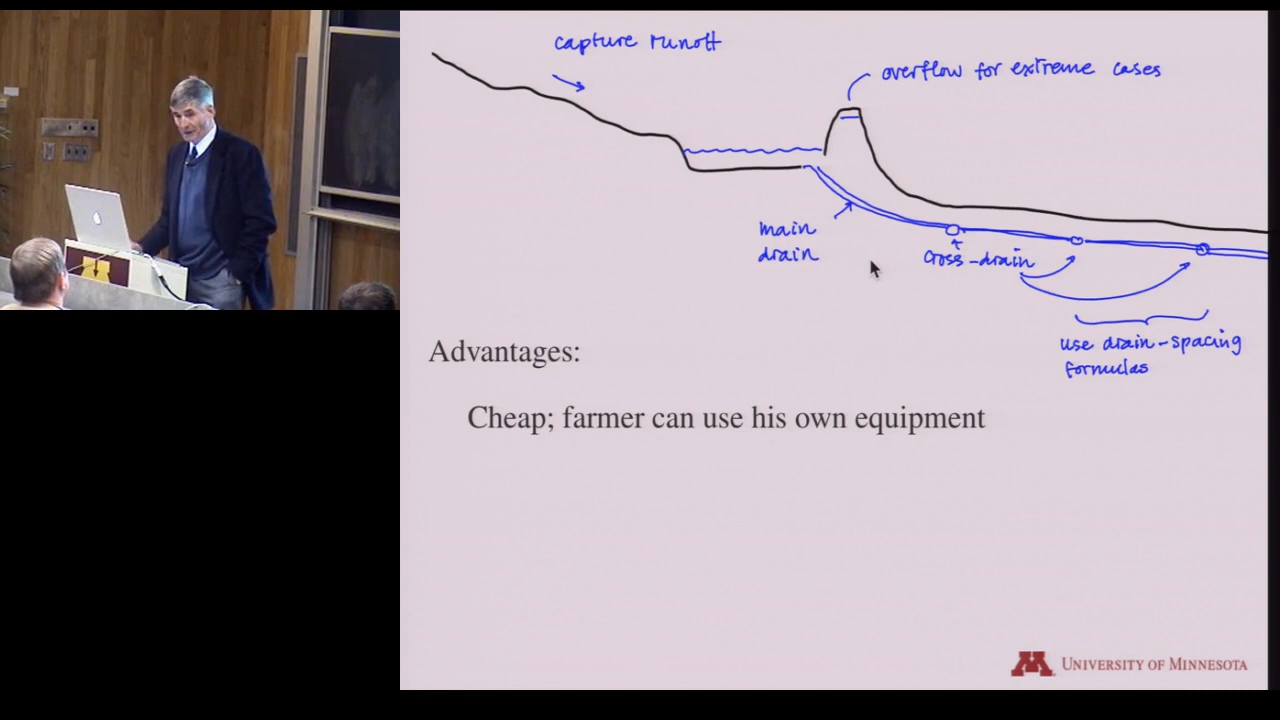 capture runoff
overflow for extreme cases
main
drain
cross-drain
use drain-spacing
formulas
Advantages:
Cheap; farmer can use his own equipment
UNIVERSITY OF MINNESOTA